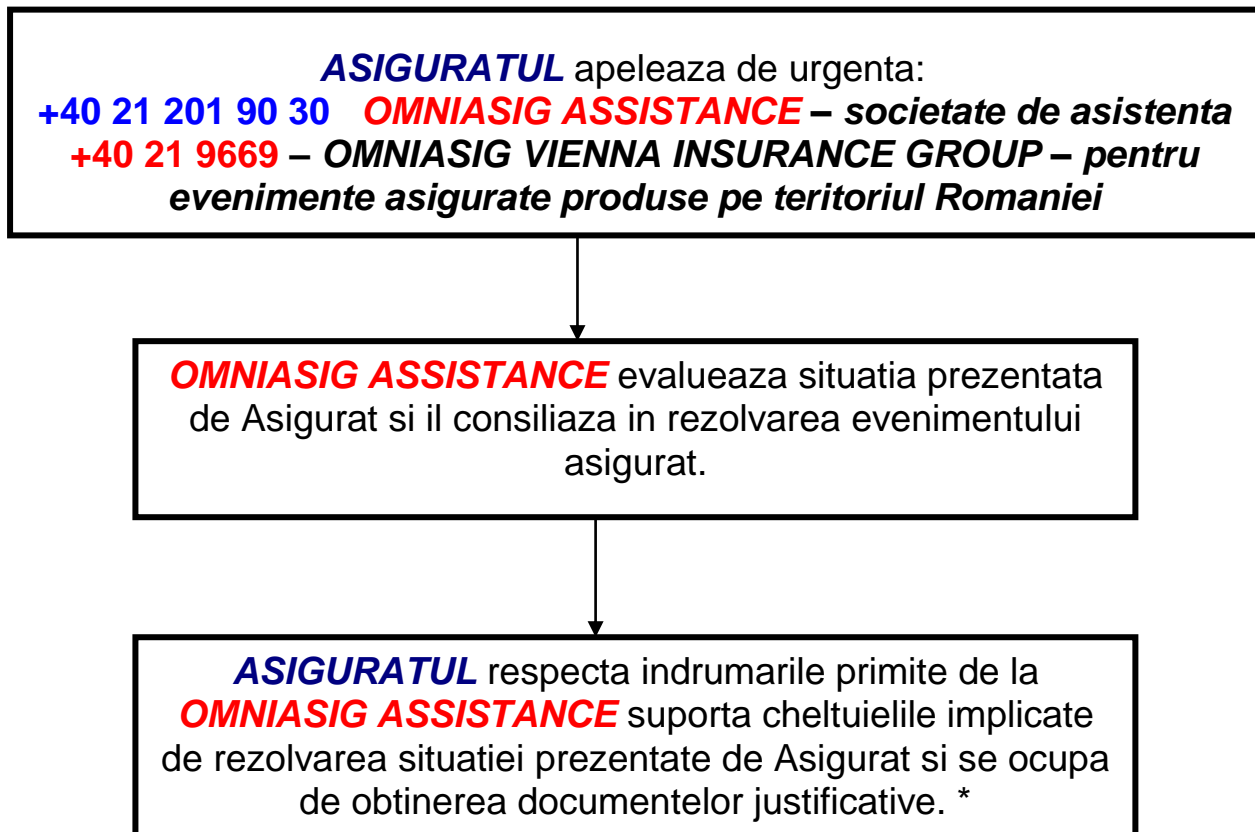 ASIGURATUL apeleaza de urgenta:
+40 21 201 90 30 OMNIASIG ASSISTANCE – societate de asistenta
+40 21 9669 – OMNIASIG VIENNA INSURANCE GROUP – pentru
evenimente asigurate produse pe teritoriul Romaniei
OMNIASIG ASSISTANCE evalueaza situatia prezentata
de Asigurat si il consiliaza in rezolvarea evenimentului
asigurat.
ASIGURATUL respecta indrumarile primite de la
OMNIASIG ASSISTANCE suporta cheltuielile implicate
de rezolvarea situatiei prezentate de Asigurat si se ocupa
de obtinerea documentelor justificative. *